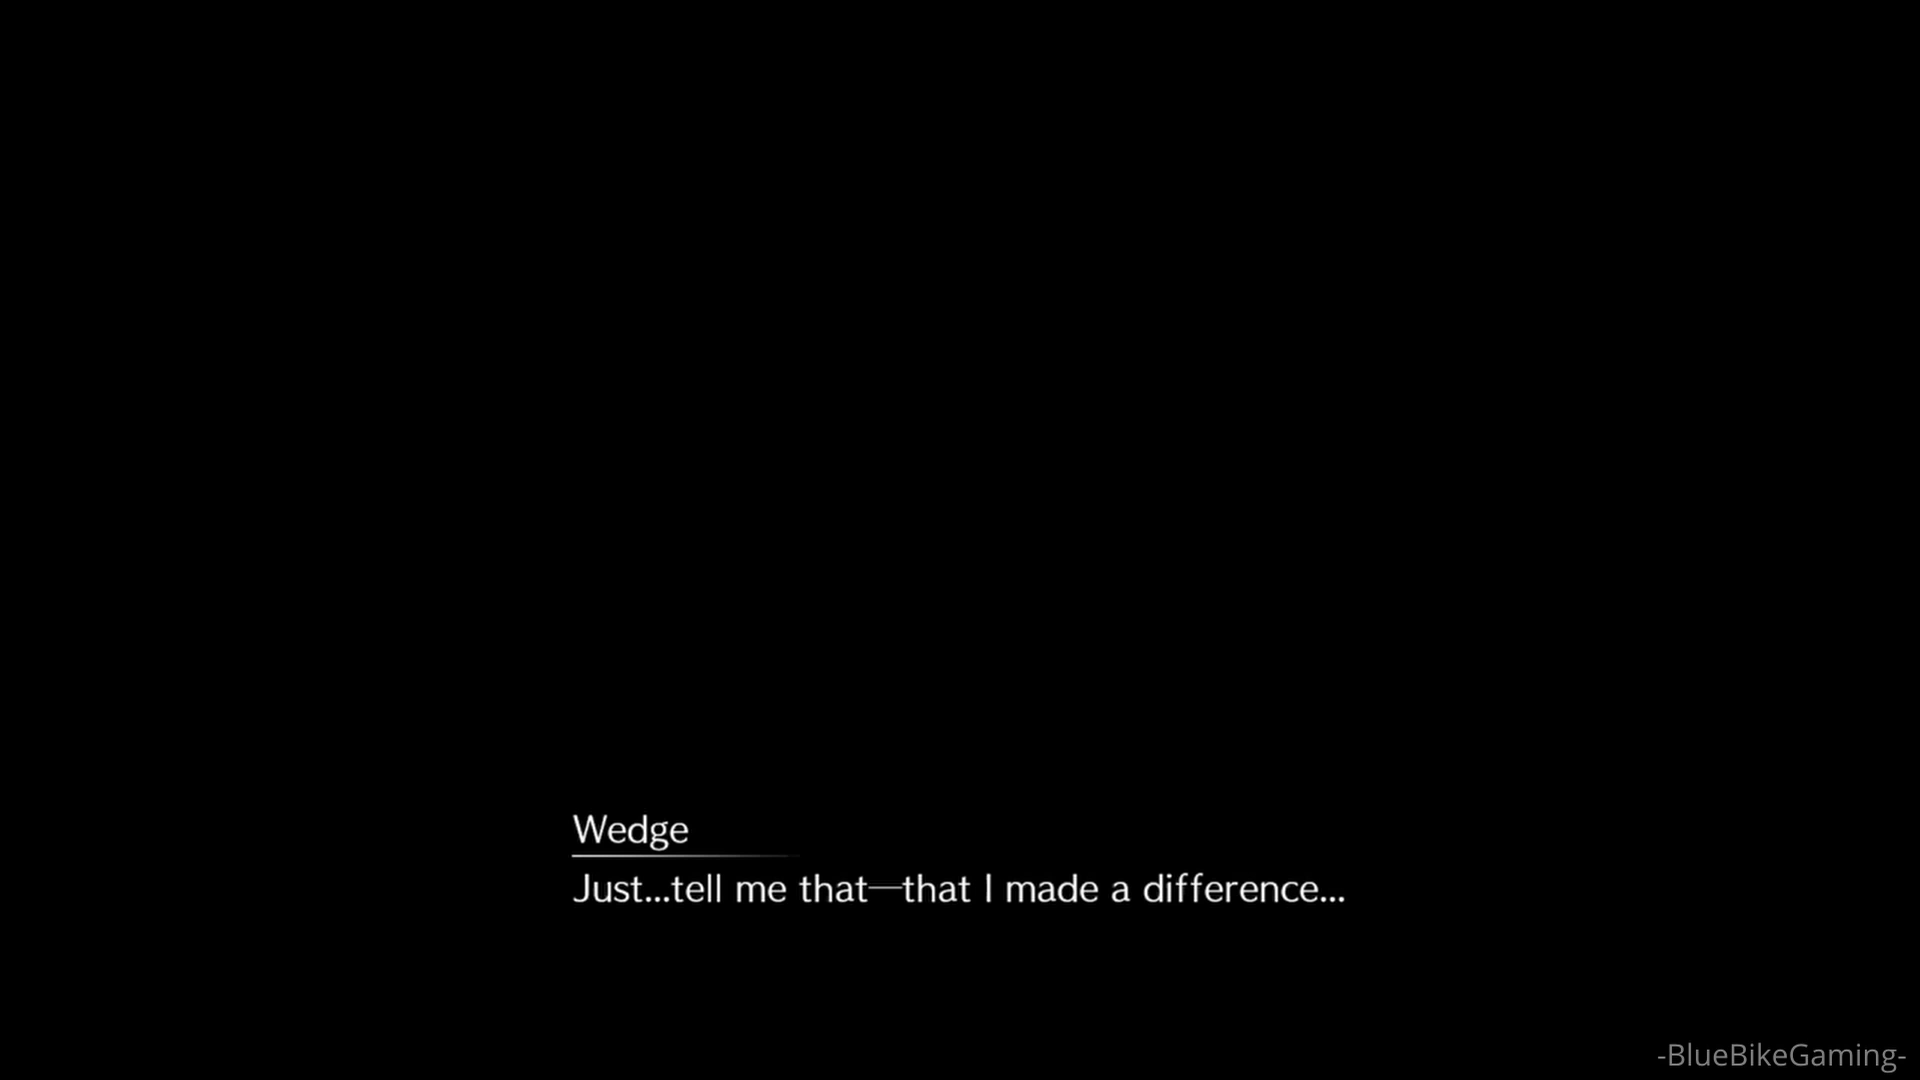 Wedge
Just...tell me that—that I made a difference...
-BlueBikeGaming-